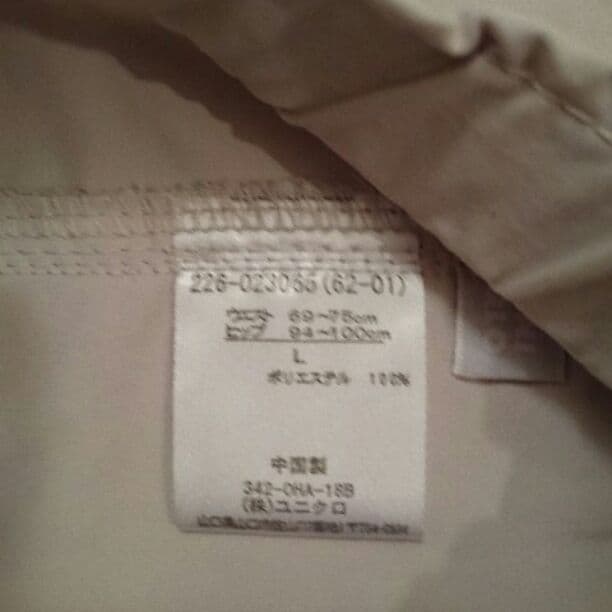 226-023065(62-01)
ウエスト 69～75cm
ヒップ 94～100cm
L
ポリエステル 100%
中国製
342-OHA-18B
(株)ユニクロ